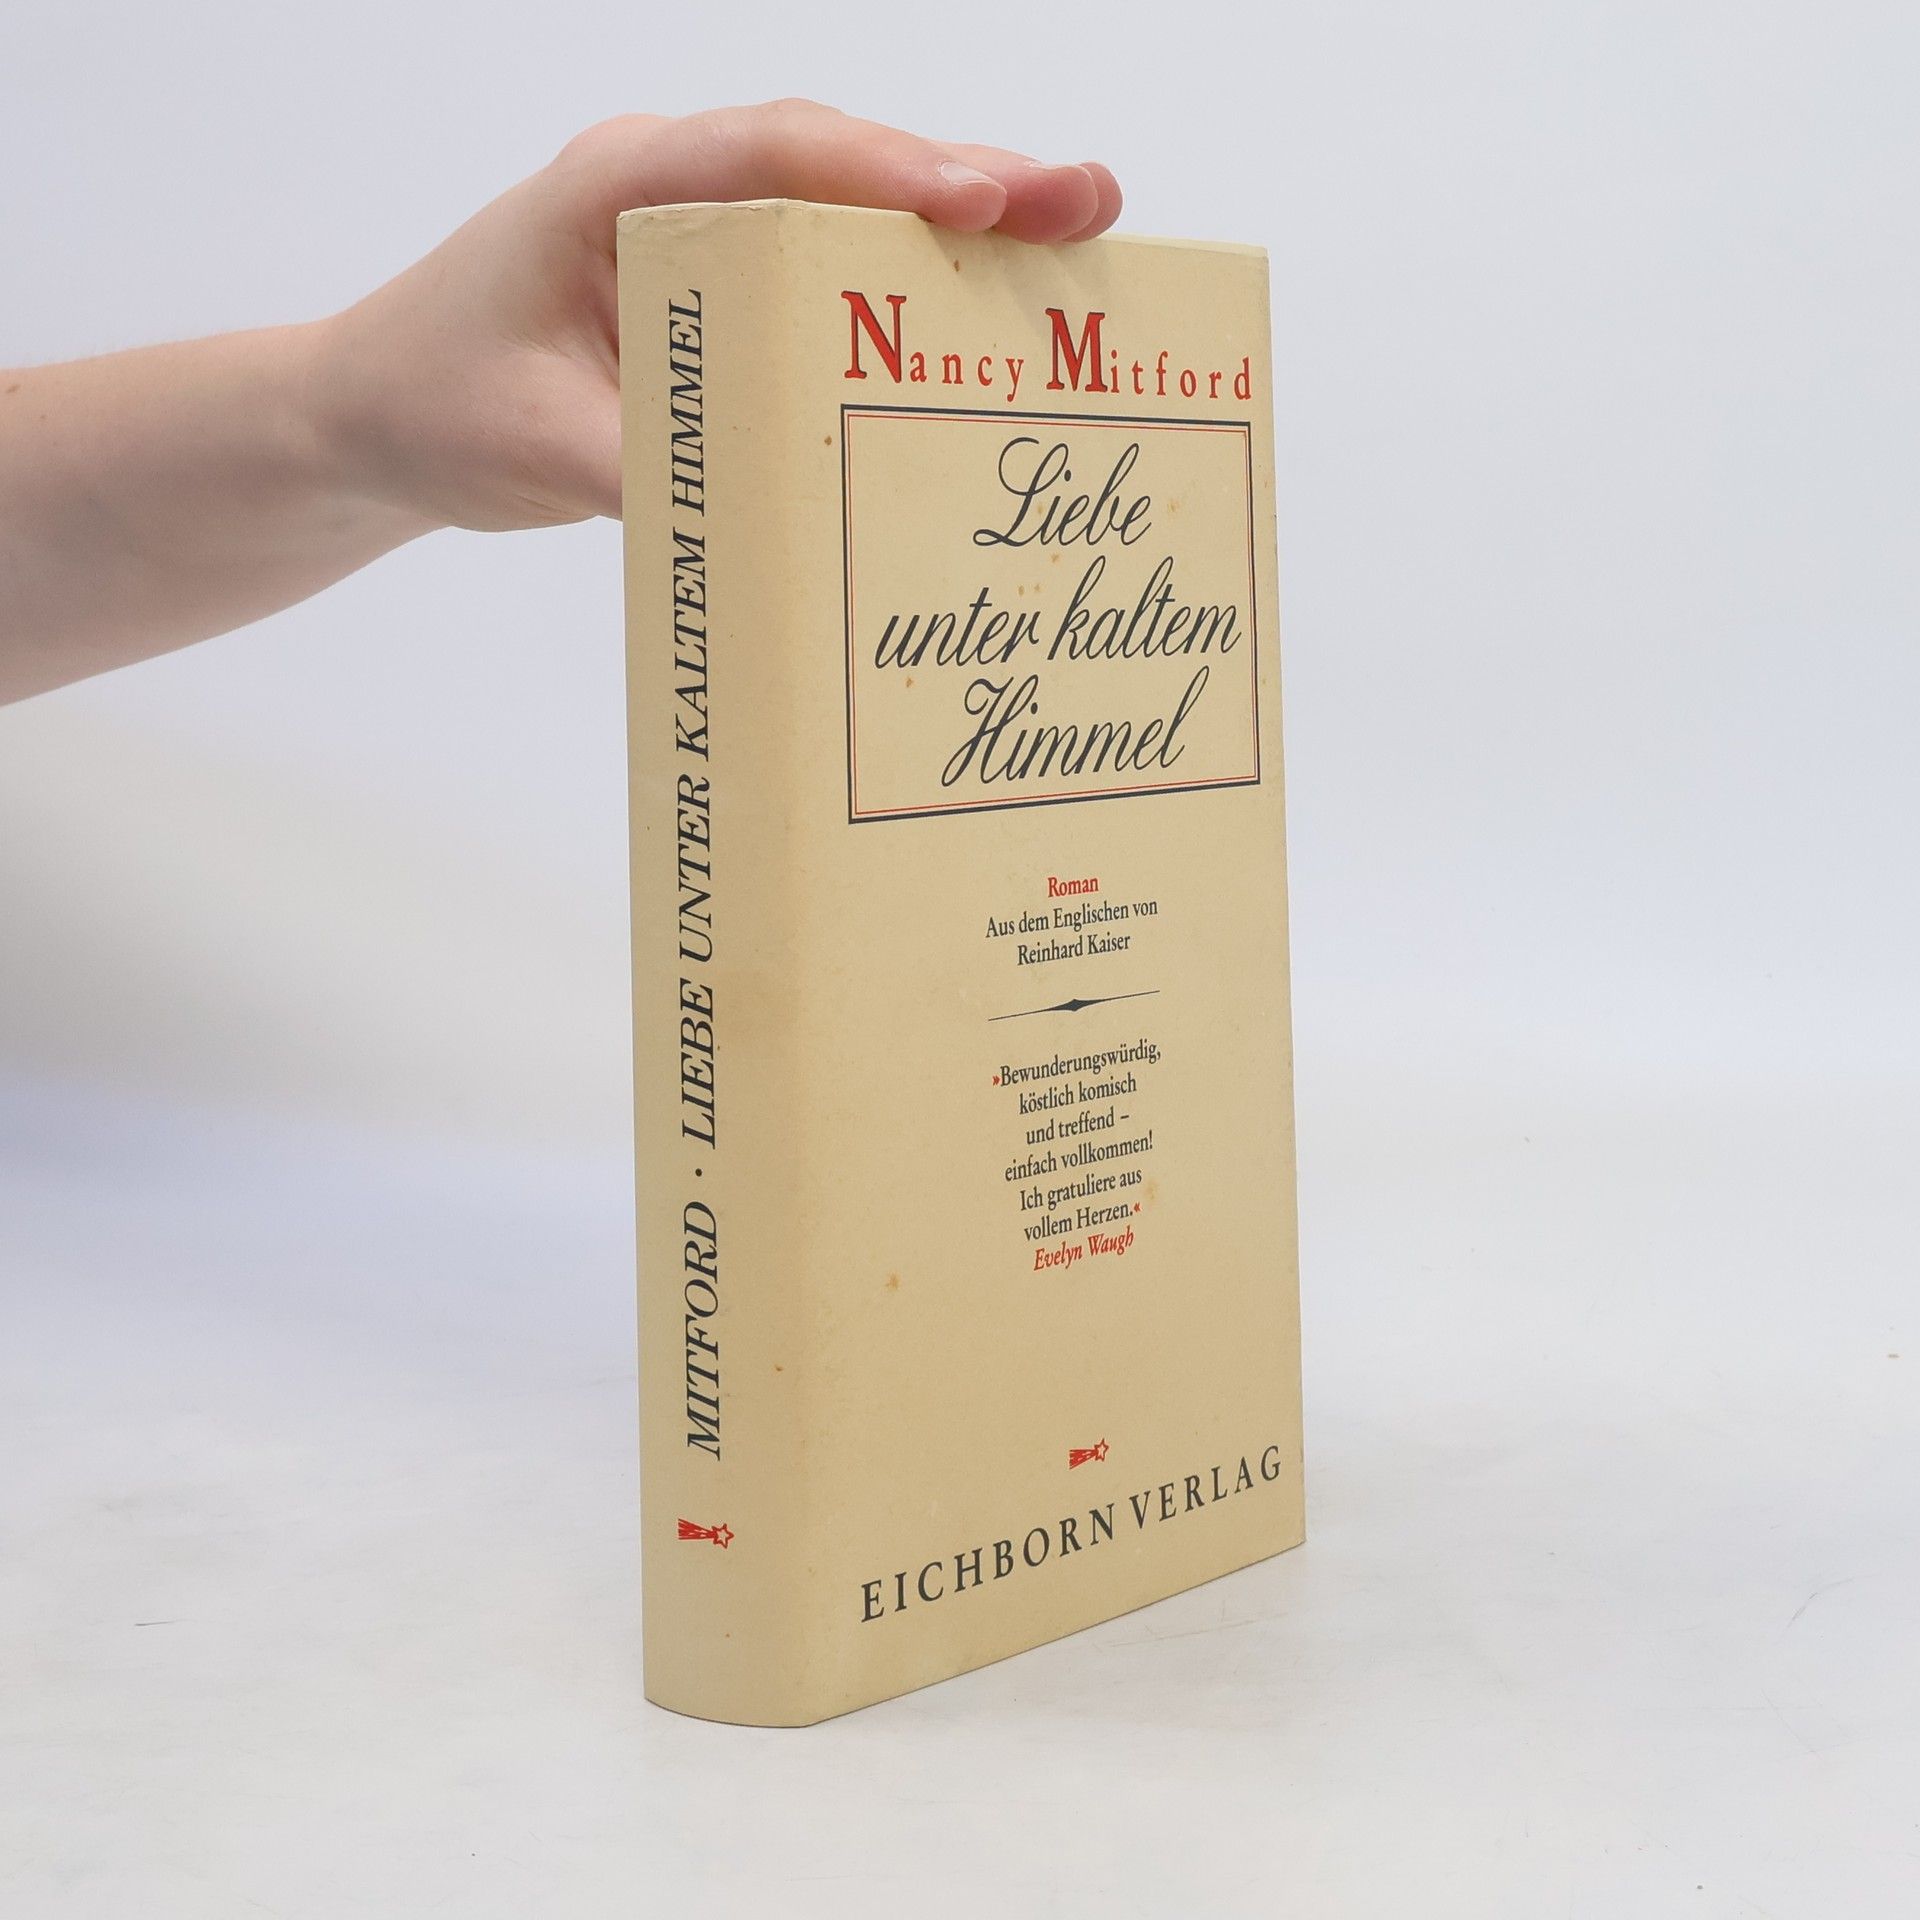 MITFORD · LIEBE UNTER KALTEM HIMMEL
Nancy Mitford
Liebe
unter kaltem
Himmel
Roman
Aus dem Englischen von
Reinhard Kaiser
»Bewunderungswürdig,
köstlich komisch
und treffend –
einfach vollkommen!
Ich gratuliere aus
vollem Herzen.«
Evelyn Waugh
EICHBORN VERLAG